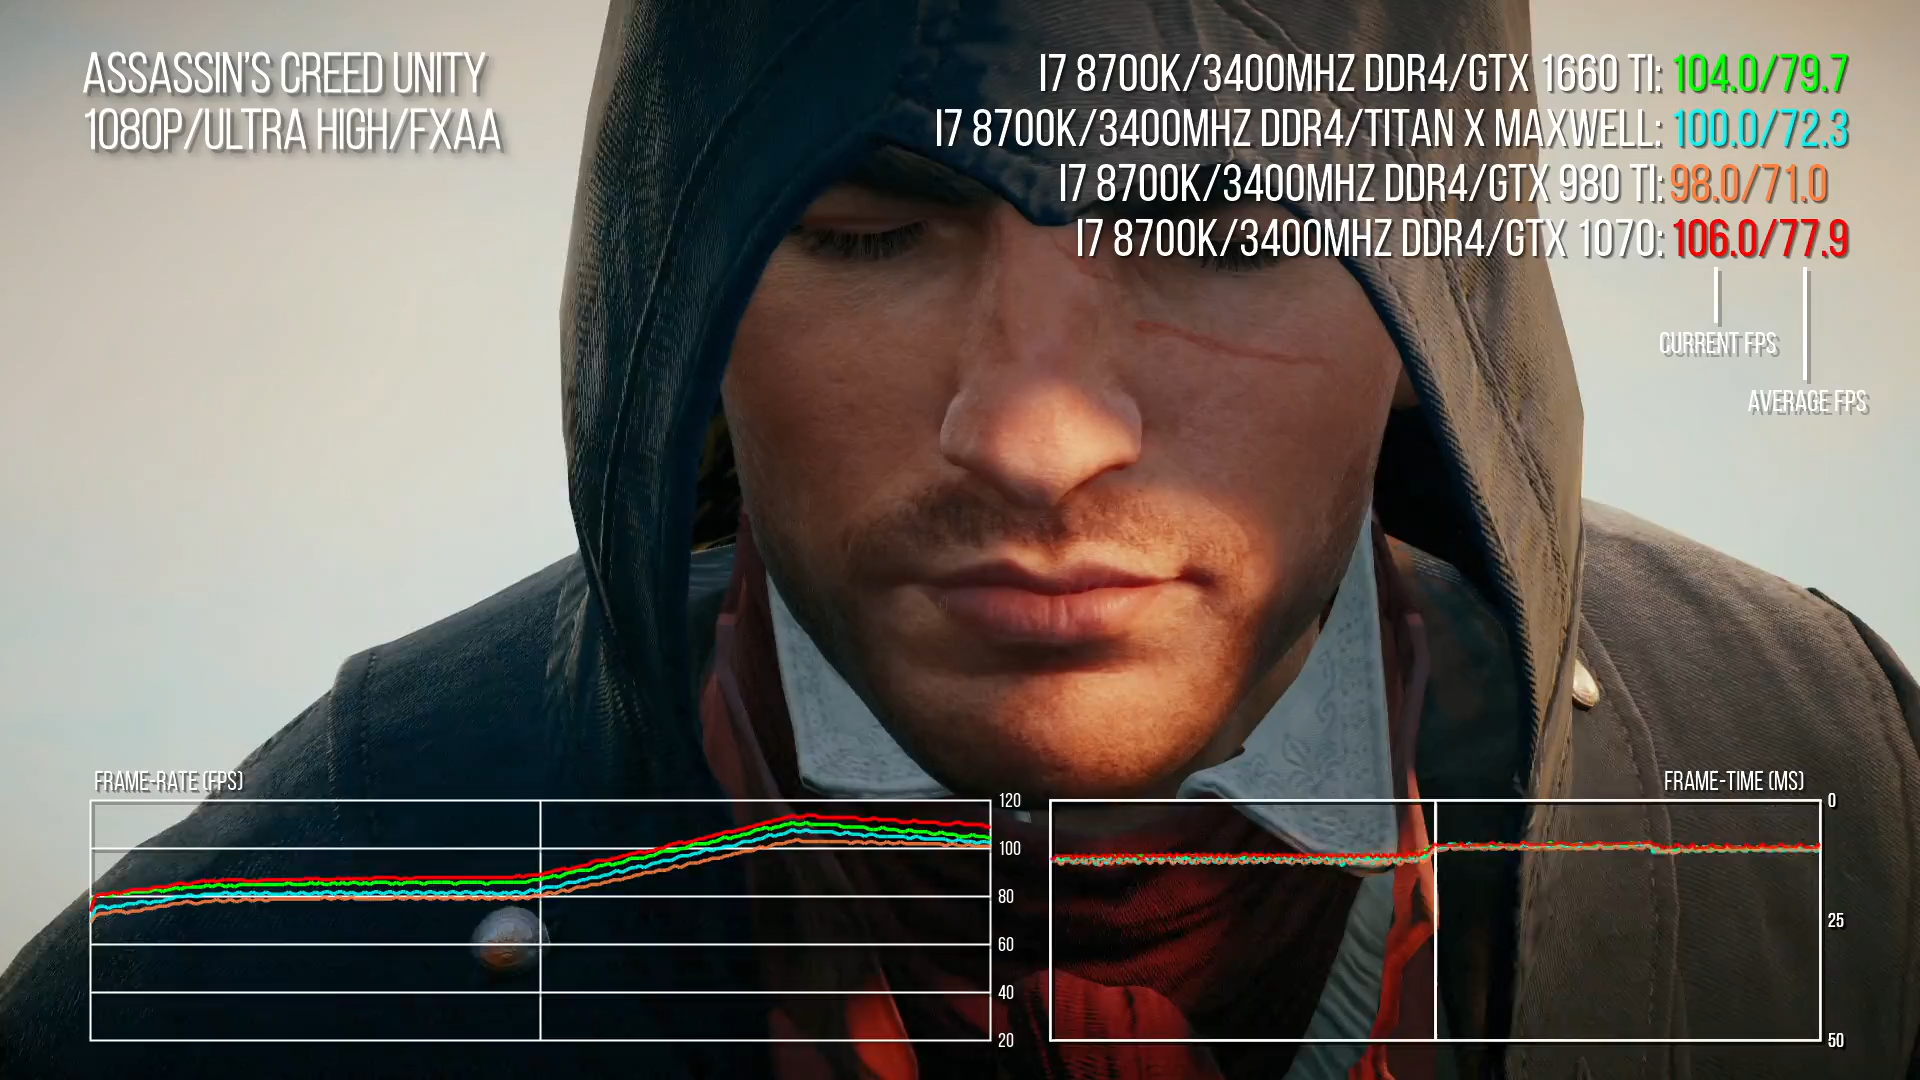 ASSASSIN'S CREED UNITY
1080P/ULTRA HIGH/FXAA
I7 8700K/3400MHZ DDR4/GTX 1660 TI: 104.0/79.7
I7 8700K/3400MHZ DDR4/TITAN X MAXWELL: 100.0/72.3
I7 8700K/3400MHZ DDR4/GTX 980 TI: 98.0/71.0
I7 8700K/3400MHZ DDR4/GTX 1070: 106.0/77.9
CURRENT FPS
AVERAGE FPS
FRAME-RATE (FPS)
120
100
80
60
40
20
FRAME-TIME (MS)
0
25
50